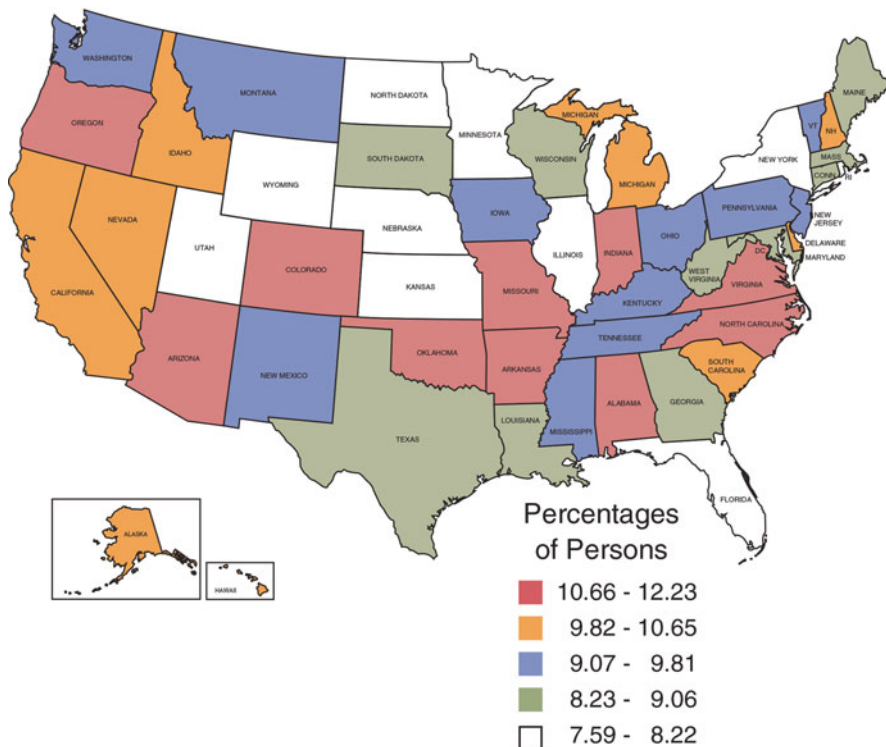 WASHINGTON
MONTANA
NORTH DAKOTA
MINNESOTA
MICHIGAN
MAINE
VT
NH
OREGON
IDAHO
SOUTH DAKOTA
WISCONSIN
NEW YORK
MASS
CONN
RI
WYOMING
MICHIGAN
IOWA
PENNSYLVANIA
NEW
JERSEY
NEVADA
UTAH
NEBRASKA
ILLINOIS
INDIANA
OHIO
DELAWARE
MARYLAND
DC
WEST
VIRGINIA
CALIFORNIA
COLORADO
KANSAS
MISSOURI
KENTUCKY
VIRGINIA
NORTH CAROLINA
TENNESSEE
ARIZONA
NEW MEXICO
OKLAHOMA
ARKANSAS
SOUTH
CAROLINA
MISSISSIPPI
ALABAMA
GEORGIA
TEXAS
LOUISIANA
FLORIDA
ALASKA
HAWAII
Percentages
of Persons
10.66 - 12.23
9.82 - 10.65
9.07 - 9.81
8.23 - 9.06
7.59 - 8.22